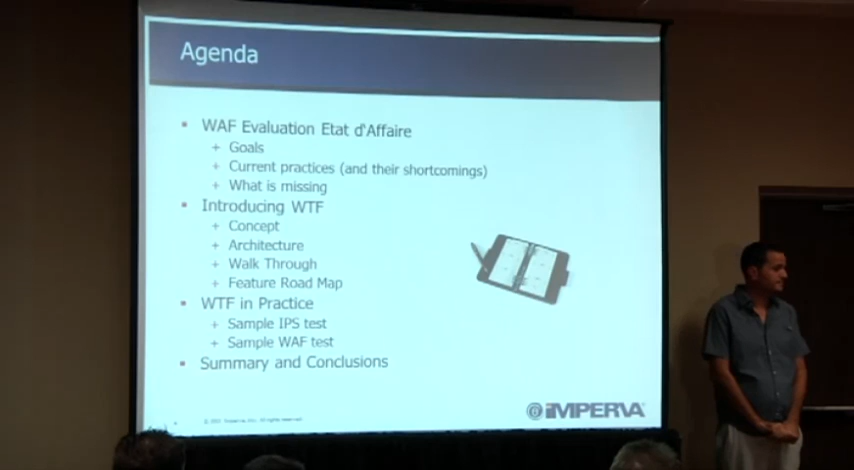 Agenda
WAF Evaluation Etat d'Affaire
+ Goals
+ Current practices (and their shortcomings)
+ What is missing
Introducing WTF
+ Concept
+ Architecture
+ Walk Through
+ Feature Road Map
WTF in Practice
+ Sample IPS test
+ Sample WAF test
Summary and Conclusions
IMPERVA